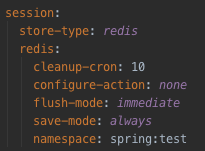 session:
  store-type: redis
  redis:
    cleanup-cron: 10
    configure-action: none
    flush-mode: immediate
    save-mode: always
    namespace: spring:test